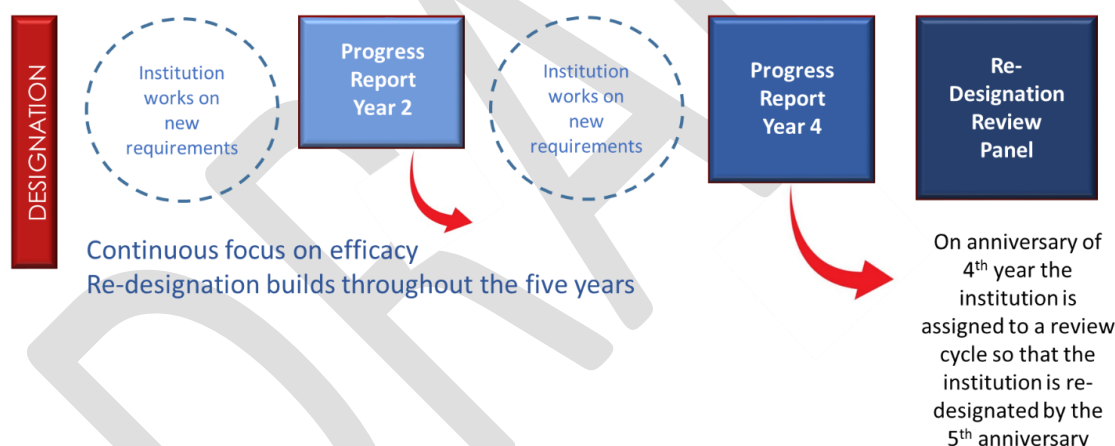 DESIGNATION
Institution
works on
new
requirements
Progress
Report
Year 2
Institution
works on
new
requirements
Progress
Report
Year 4
Re-
Designation
Review
Panel
Continuous focus on efficacy
Re-designation builds throughout the five years
On anniversary of
4th year the
institution is
assigned to a review
cycle so that the
institution is re-
designated by the
5th anniversary
DRAFT